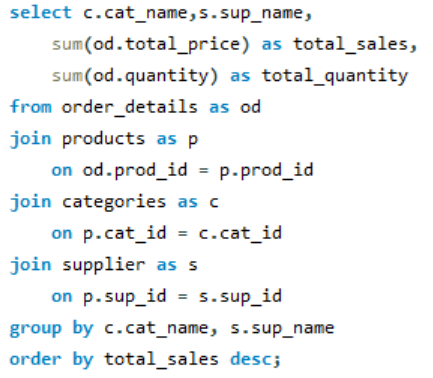 select c.cat_name,s.sup_name,
sum(od.total_price) as total_sales,
sum(od.quantity) as total_quantity
from order_details as od
join products as p
on od.prod_id = p.prod_id
join categories as c
on p.cat_id = c.cat_id
join supplier as s
on p.sup_id = s.sup_id
group by c.cat_name, s.sup_name
order by total_sales desc;